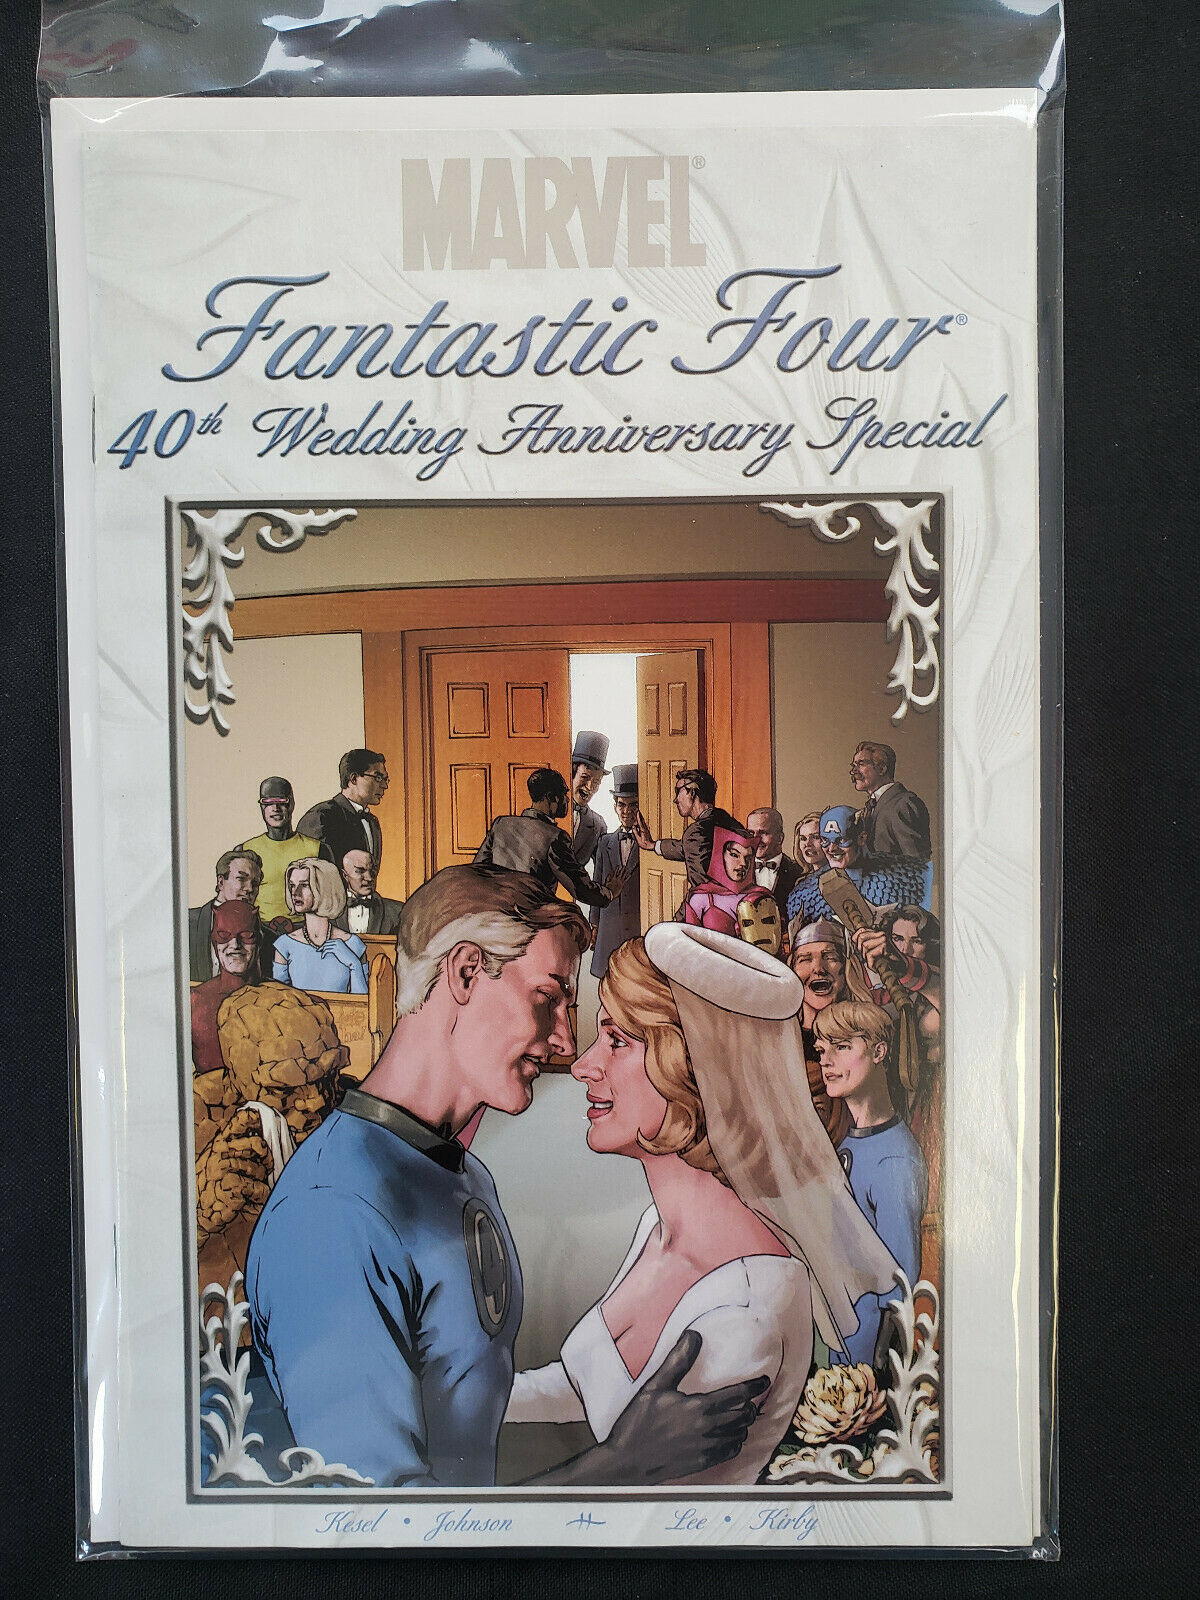 MARVEL®
Fantastic Four®
40th Wedding Anniversary Special
A
Kesel • Johnson H Lee • Kirby